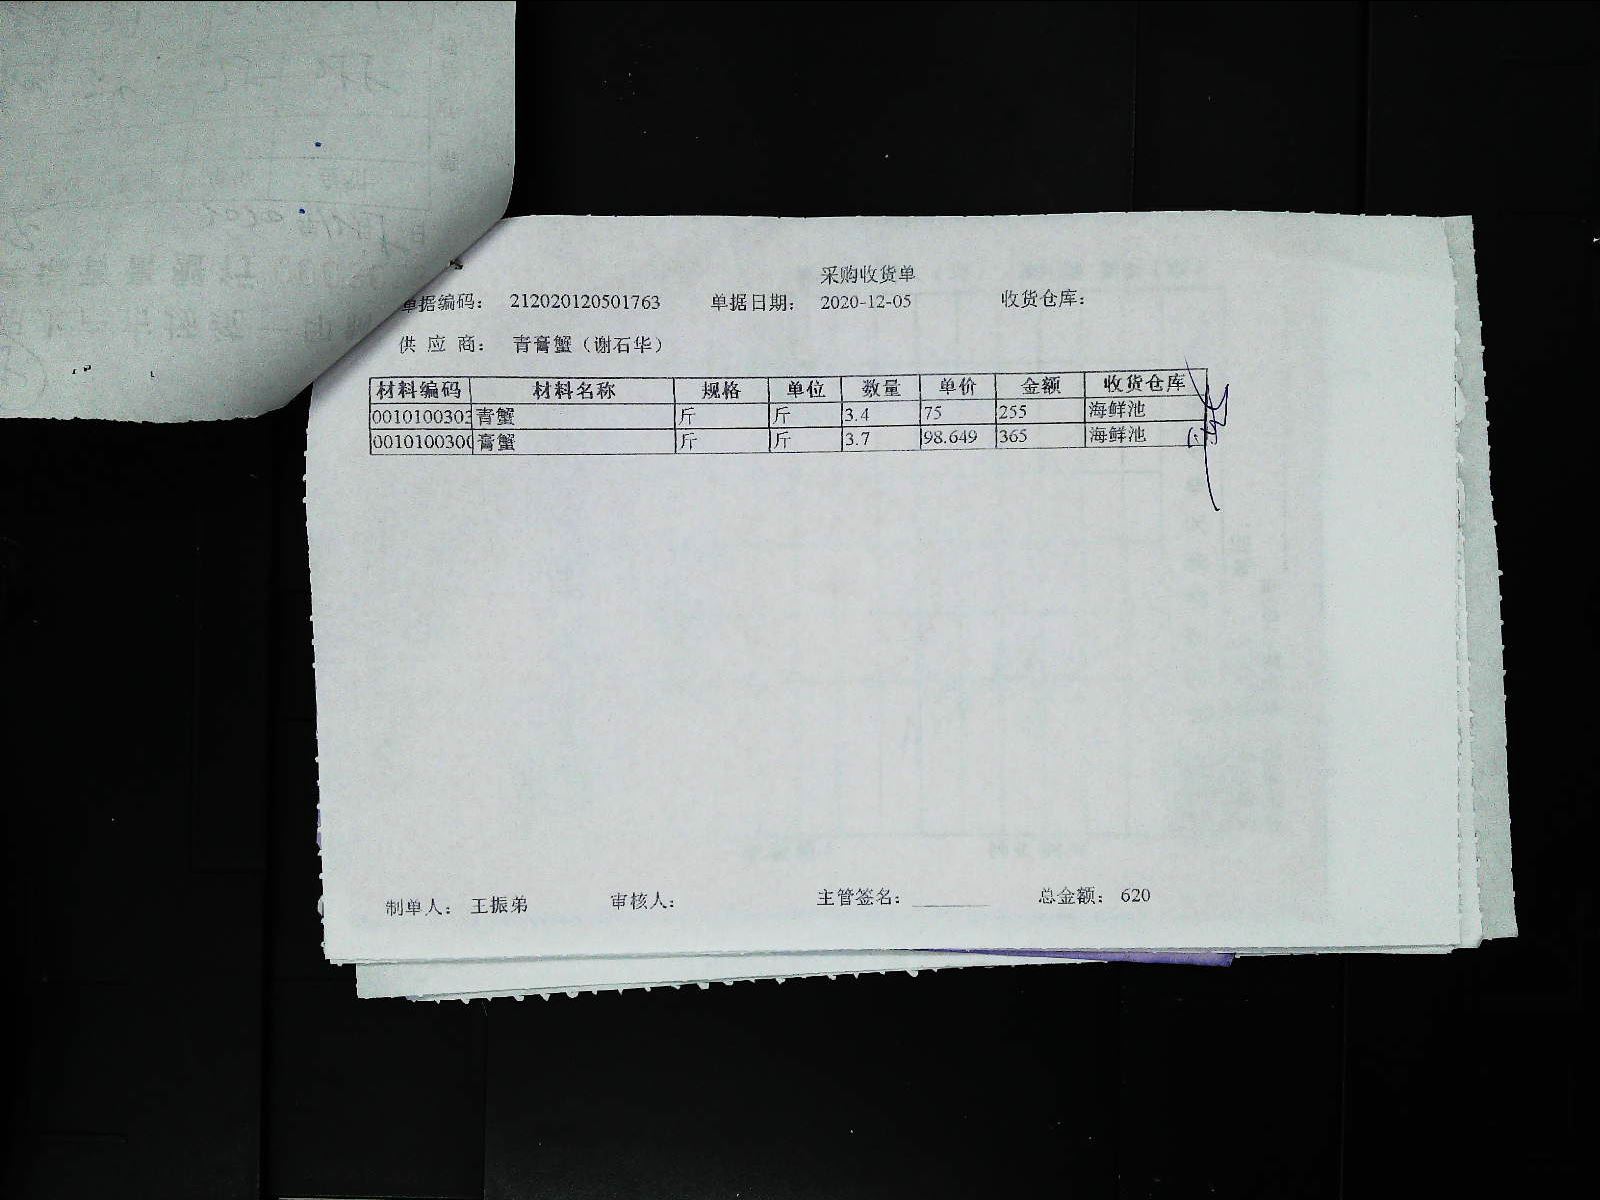 采购收货单
单据编码： 212020120501763 单据日期： 2020-12-05 收货仓库：
供 应 商： 青膏蟹（谢石华）
材料编码 材料名称 规格 单位 数量 单价 金额 收货仓库
0010100303 青蟹 斤 斤 3.4 75 255 海鲜池
0010100300 膏蟹 斤 斤 3.7 98.649 365 海鲜池
制单人： 王振弟 审核人： 主管签名： 总金额： 620